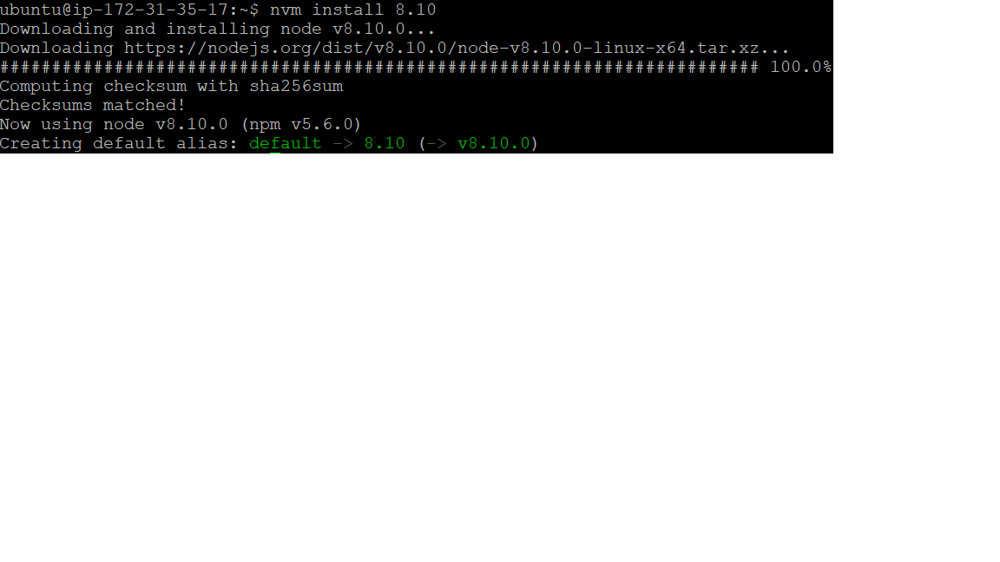 ubuntu@ip-172-31-35-17:~$ nvm install 8.10
Downloading and installing node v8.10.0...
Downloading https://nodejs.org/dist/v8.10.0/node-v8.10.0-linux-x64.tar.xz...
######################################################################### 100.0%
Computing checksum with sha256sum
Checksums matched!
Now using node v8.10.0 (npm v5.6.0)
Creating default alias: default -> 8.10 (-> v8.10.0)